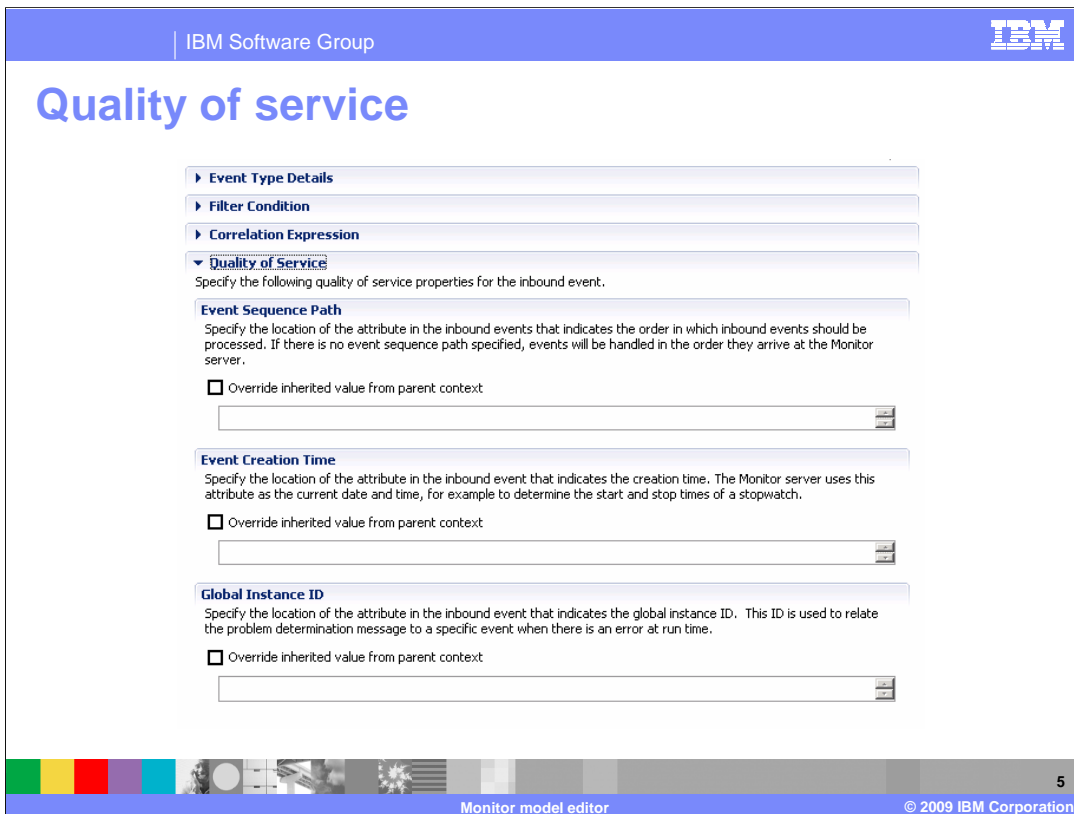 IBM Software Group
IBM
Quality of service
Event Type Details
Filter Condition
Correlation Expression
Quality of Service
Specify the following quality of service properties for the inbound event.
Event Sequence Path
Specify the location of the attribute in the inbound events that indicates the order in which inbound events should be
processed. If there is no event sequence path specified, events will be handled in the order they arrive at the Monitor
server.
Override inherited value from parent context
Event Creation Time
Specify the location of the attribute in the inbound event that indicates the creation time. The Monitor server uses this
attribute as the current date and time, for example to determine the start and stop times of a stopwatch.
Override inherited value from parent context
Global Instance ID
Specify the location of the attribute in the inbound event that indicates the global instance ID. This ID is used to relate
the problem determination message to a specific event when there is an error at run time.
Override inherited value from parent context
5
Monitor model editor
© 2009 IBM Corporation